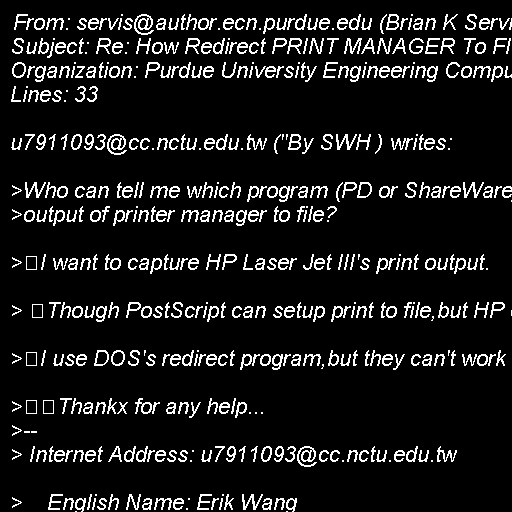 From: servis@author.ecn.purdue.edu (Brian K Servi
Subject: Re: How Redirect PRINT MANAGER To FI
Organization: Purdue University Engineering Compu
Lines: 33
u7911093@cc.nctu.edu.tw ("By SWH ) writes:
>Who can tell me which program (PD or ShareWare
>output of printer manager to file?
>I want to capture HP Laser Jet III's print output.
> Though PostScript can setup print to file,but HP
>I use DOS's redirect program,but they can't work
>Thankx for any help...
>--
> Internet Address: u7911093@cc.nctu.edu.tw
> English Name: Erik Wang